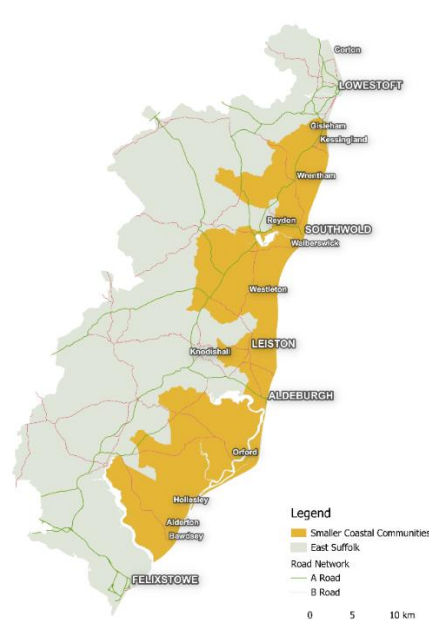 Corton
LOWESTOFT
Gisleham
Kessingland
Wrentham
Reydon
SOUTHWOLD
Walberswick
Westleton
LEISTON
Knodishall
ALDEBURGH
Orford
Hollesley
Alderton
Bawdsey
FELIXSTOWE
Legend
Smaller Coastal Communities
East Suffolk
Road Network
A Road
B Road
0 5 10 km